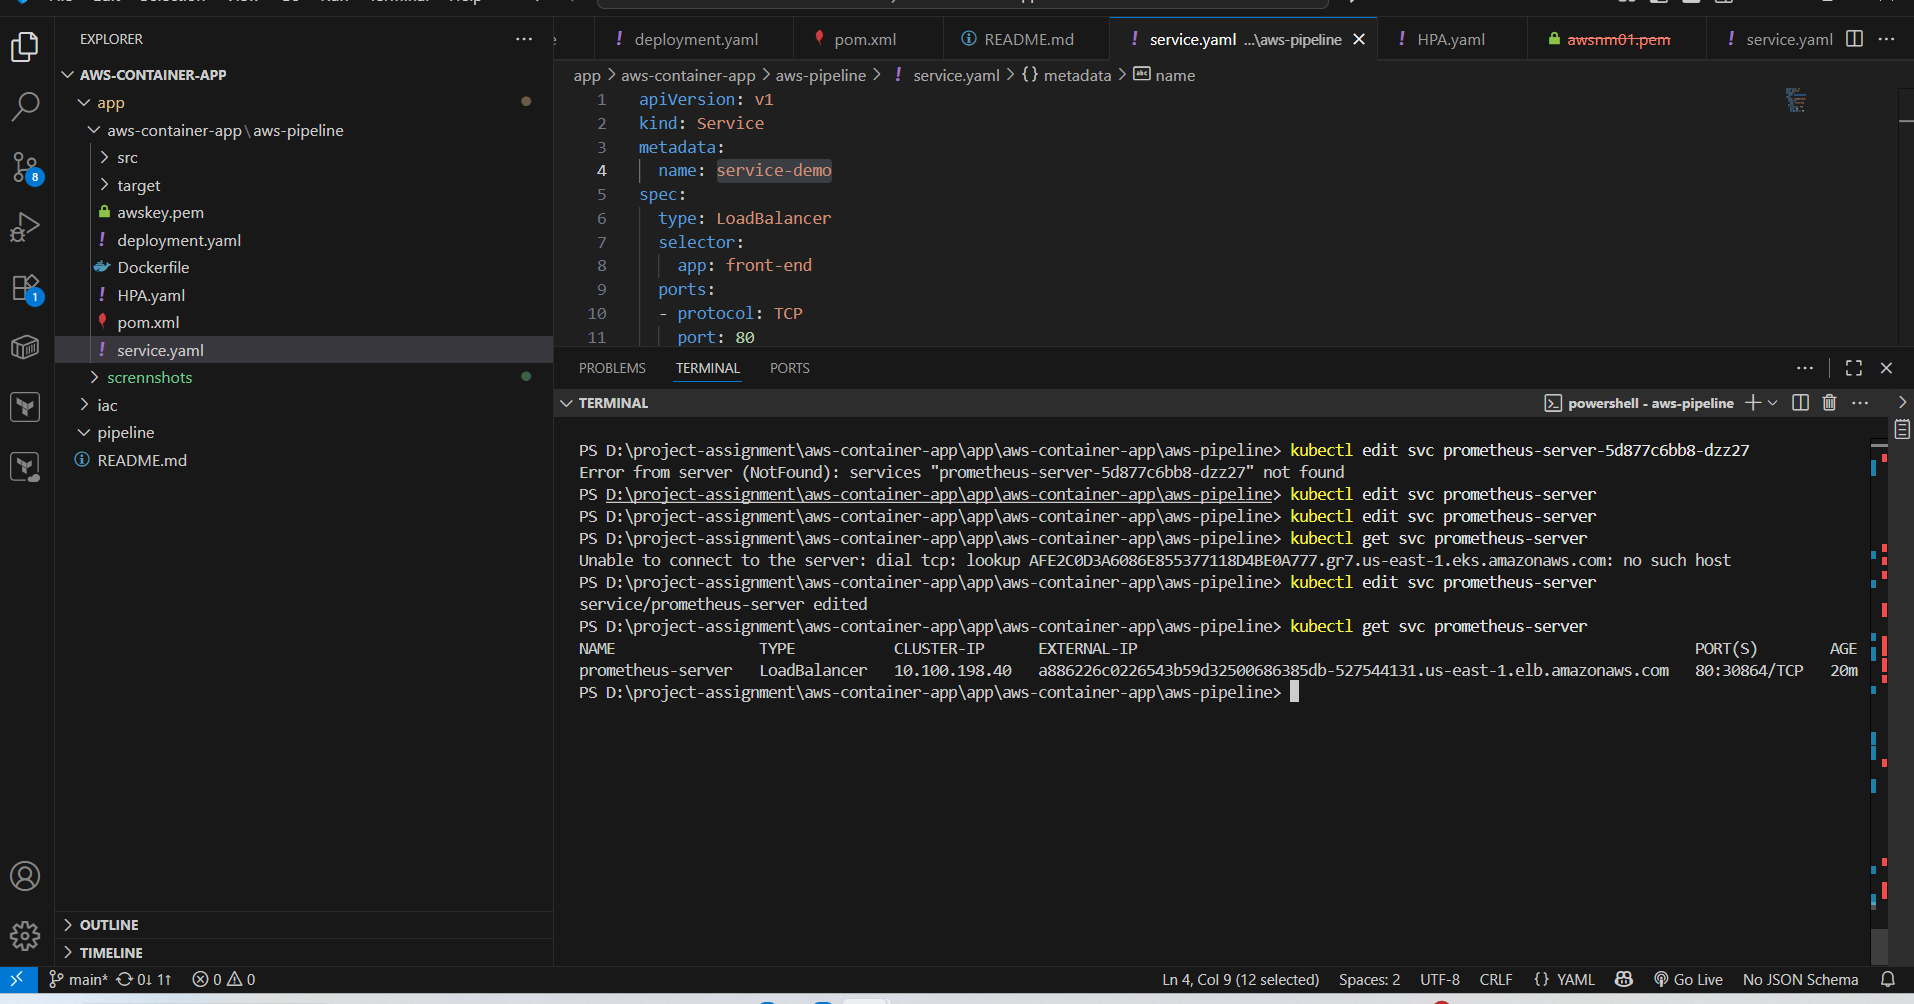 EXPLORER
AWS-CONTAINER-APP
app
aws-container-app\aws-pipeline
src
target
awskey.pem
deployment.yaml
Dockerfile
HPA.yaml
pom.xml
service.yaml
scrennshots
iac
pipeline
README.md
OUTLINE
TIMELINE
8
1
deployment.yaml
pom.xml
README.md
service.yaml ...\aws-pipeline
HPA.yaml
awsnm01.pem
service.yaml
app > aws-container-app > aws-pipeline > ! service.yaml > {} metadata > abc name
1 apiVersion: v1
2 kind: Service
3 metadata:
4 name: service-demo
5 spec:
6 type: LoadBalancer
7 selector:
8 app: front-end
9 ports:
10 - protocol: TCP
11 port: 80
PROBLEMS TERMINAL PORTS
TERMINAL
powershell - aws-pipeline
PS D:\project-assignment\aws-container-app\app\aws-container-app\aws-pipeline> kubectl edit svc prometheus-server-5d877c6bb8-dzz27
Error from server (NotFound): services "prometheus-server-5d877c6bb8-dzz27" not found
PS D:\project-assignment\aws-container-app\app\aws-container-app\aws-pipeline> kubectl edit svc prometheus-server
PS D:\project-assignment\aws-container-app\app\aws-container-app\aws-pipeline> kubectl edit svc prometheus-server
PS D:\project-assignment\aws-container-app\app\aws-container-app\aws-pipeline> kubectl get svc prometheus-server
Unable to connect to the server: dial tcp: lookup AFE2C0D3A6086E855377118D4BE0A777.gr7.us-east-1.eks.amazonaws.com: no such host
PS D:\project-assignment\aws-container-app\app\aws-container-app\aws-pipeline> kubectl edit svc prometheus-server
service/prometheus-server edited
PS D:\project-assignment\aws-container-app\app\aws-container-app\aws-pipeline> kubectl get svc prometheus-server
NAME TYPE CLUSTER-IP EXTERNAL-IP PORT(S) AGE
prometheus-server LoadBalancer 10.100.198.40 a886226c0226543b59d32500686385db-527544131.us-east-1.elb.amazonaws.com 80:30864/TCP 20m
PS D:\project-assignment\aws-container-app\app\aws-container-app\aws-pipeline>
main* 0↓ 1↑ 0 0
Ln 4, Col 9 (12 selected) Spaces: 2 UTF-8 CRLF {} YAML Go Live No JSON Schema